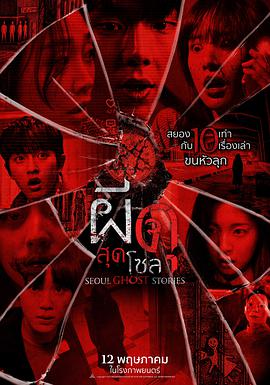 สยอง 10 เท่า
กับ เรื่องเล่า
ขนหัวลุก
ผีดุ
สุด
โซล
SEOUL GHOST STORIES
12 พฤษภาคม
ในโรงภาพยนตร์